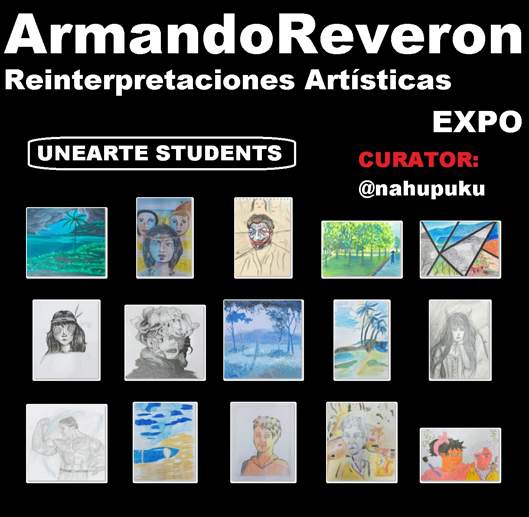 ArmandoReveron
Reinterpretaciones Artísticas
EXPO
UNEARTE STUDENTS
CURATOR:
@nahupuku